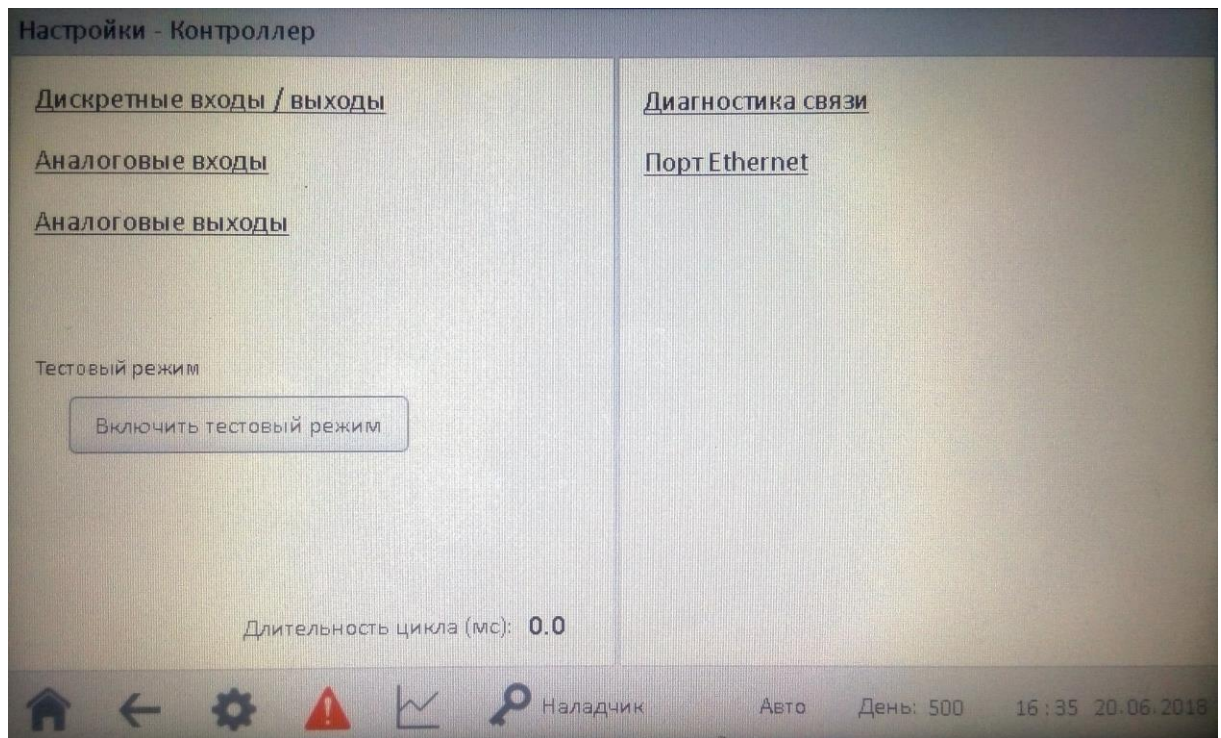 Настройки - Контроллер
Дискретные входы / выходы
Аналоговые входы
Аналоговые выходы
Тестовый режим
Включить тестовый режим
Длительность цикла (мс): 0.0
Диагностика связи
Порт Ethernet
Наладчик Авто День: 500 16:35 20.06.2018